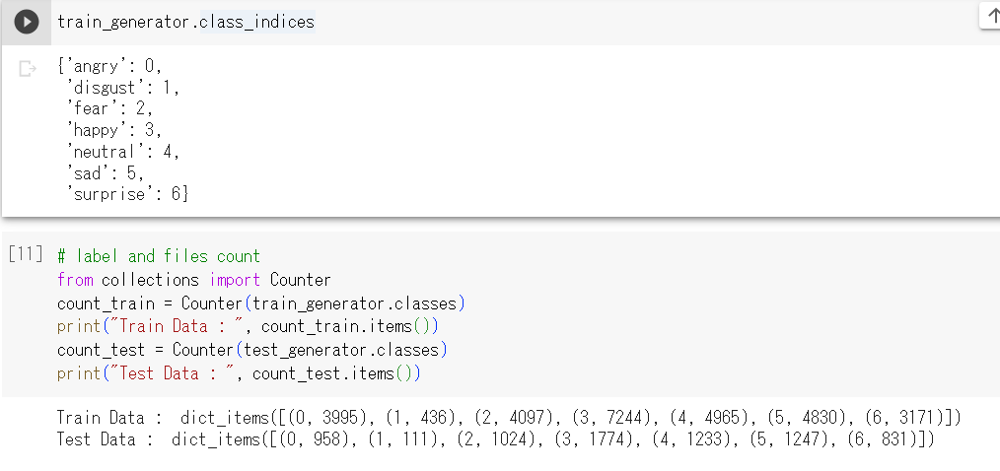 train_generator.class_indices
{'angry': 0,
'disgust': 1,
'fear': 2,
'happy': 3,
'neutral': 4,
'sad': 5,
'surprise': 6}
[11] # label and files count
from collections import Counter
count_train = Counter(train_generator.classes)
print("Train Data : ", count_train.items())
count_test = Counter(test_generator.classes)
print("Test Data : ", count_test.items())
Train Data :  dict_items([(0, 3995), (1, 436), (2, 4097), (3, 7244), (4, 4965), (5, 4830), (6, 3171)])
Test Data :  dict_items([(0, 958), (1, 111), (2, 1024), (3, 1774), (4, 1233), (5, 1247), (6, 831)])